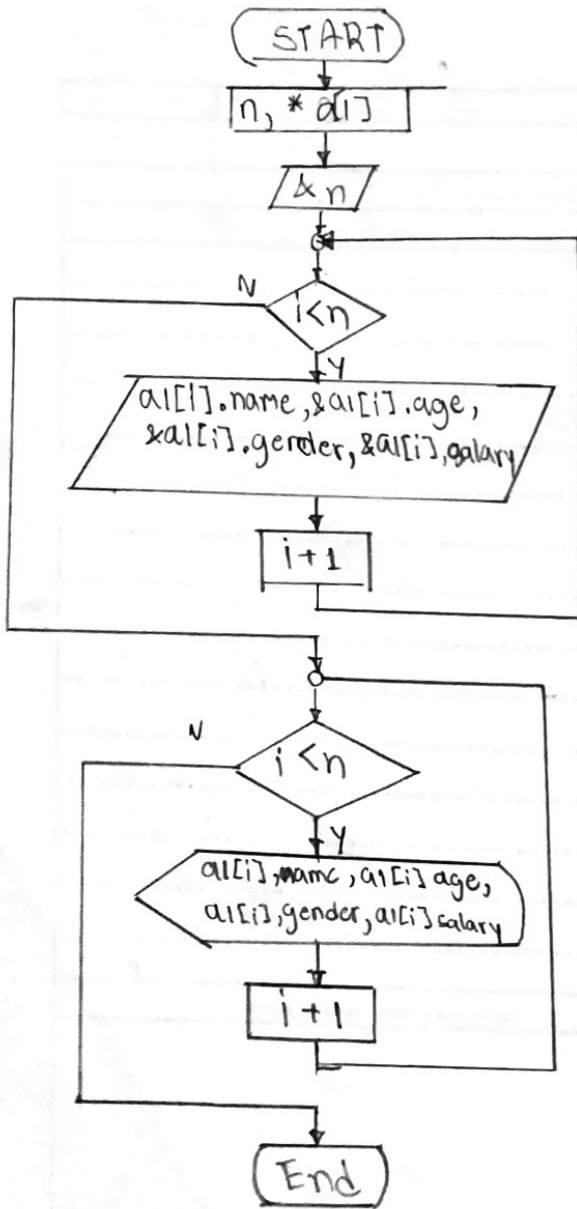 START
n, * a[i]
& n
N
i<n
Y
a1[i].name,&a1[i].age,
&a1[i].gender,&a1[i],salary
i+1
N
i<n
Y
a1[i],name,a1[i] age,
a1[i],gender,a1[i] salary
i+1
End